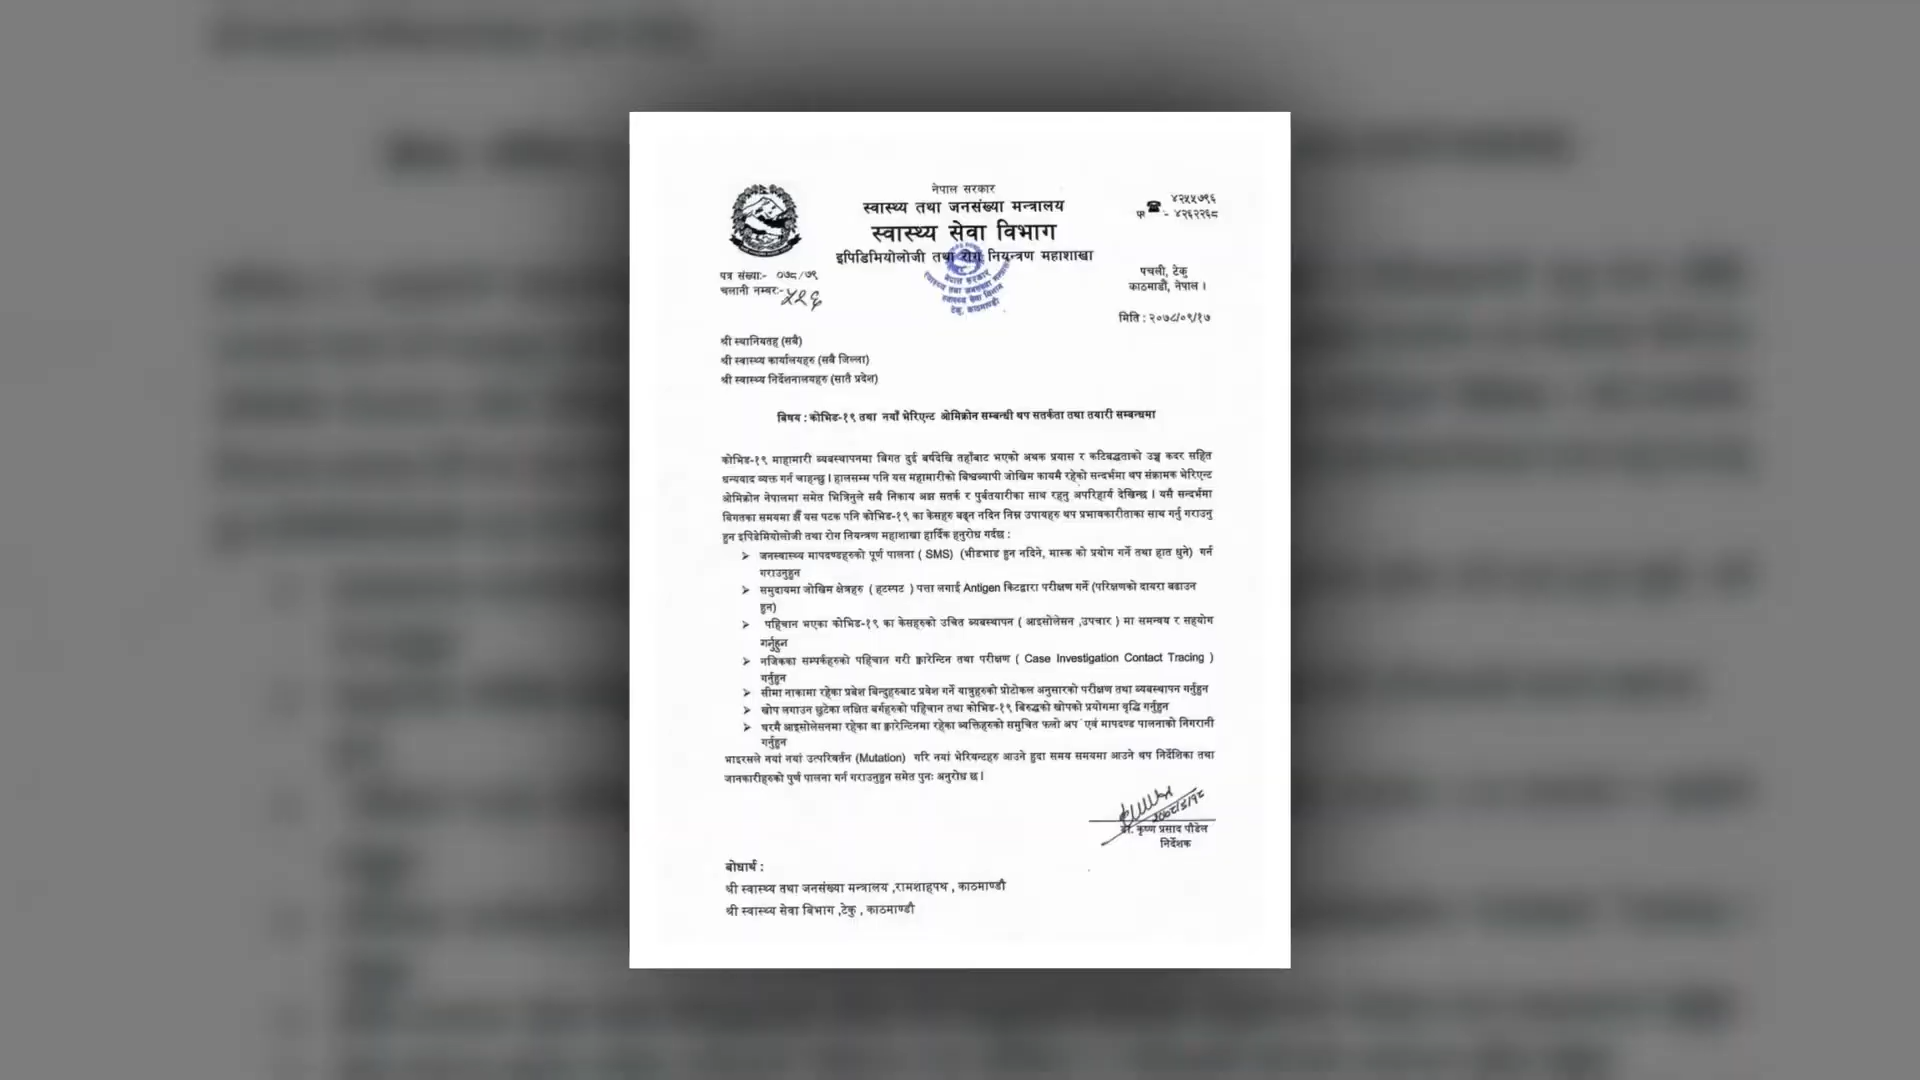 नेपाल सरकार
स्वास्थ्य तथा जनसंख्या मन्त्रालय
स्वास्थ्य सेवा विभाग
इपिडिमियोलोजी तथा रोग नियन्त्रण महाशाखा
४२५५७९६
४२६२२६८
पत्र संख्या:- ०७८/७९
चलानी नम्बर:- ५२६
पचली, टेकु
काठमाडौं, नेपाल ।
नेपाल सरकार
स्वास्थ्य तथा जनसंख्या मन्त्रालय
स्वास्थ्य सेवा विभाग
टेकु, काठमाण्डौ
मिति : २०७८/०९/१७
श्री स्थानियतह (सबै)
श्री स्वास्थ्य कार्यालयहरु (सबै जिल्ला)
श्री स्वास्थ्य निर्देशनालयहरु (सातै प्रदेश)
बिषय : कोभिड-१९ तथा नयाँ भेरिएन्ट ओमिक्रोन सम्बन्धी थप सतर्कता तथा तयारी सम्बन्धमा
कोभिड-१९ माहामारी ब्यवस्थापनमा बिगत दुई बर्षदेखि तहाँबाट भएको अथक प्रयास र कटिबद्धताको उच्च कदर सहित
धन्यवाद व्यक्त गर्न चाहन्छु । हालसम्म पनि यस महामारीको बिश्वब्यापी जोखिम कायमै रहेको सन्दर्भमा थप संक्रामक भेरिएन्ट
ओमिक्रोन नेपालमा समेत भित्रिनुले सबै निकाय अझ सतर्क र पुर्बतयारीका साथ रहनु अपरिहार्य देखिन्छ । यसै सन्दर्भमा
बिगतका समयमा झैँ यस पटक पनि कोभिड-१९ का केसहरु बढ्न नदिन निम्न उपायहरु थप प्रभावकारीताका साथ गर्नु गराउनु
हुन इपिडेमियोलोजी तथा रोग नियन्त्रण महाशाखा हार्दिक हनुरोध गर्दछ :
➢ जनस्वास्थ्य मापदण्डहरुको पूर्ण पालना ( SMS) (भीडभाड हुन नदिने, मास्क को प्रयोग गर्ने तथा हात धुने) गर्न
गराउनुहुन
➢ समुदायमा जोखिम क्षेत्रहरु ( हटस्पट ) पत्ता लगाई Antigen किटद्वारा परीक्षण गर्ने (परिक्षणको दायरा बढाउन
हुन)
➢ पहिचान भएका कोभिड-१९ का केसहरुको उचित ब्यवस्थापन ( आइसोलेसन ,उपचार ) मा समन्वय र सहयोग
गर्नुहुन
➢ नजिकका सम्पर्कहरुको पहिचान गरी क्वारेन्टिन तथा परीक्षण ( Case Investigation Contact Tracing )
गर्नुहुन
➢ सीमा नाकामा रहेका प्रबेश बिन्दुहरुबाट प्रवेश गर्ने यात्रुहरुको प्रोटोकल अनुसारको परीक्षण तथा ब्यवस्थापन गर्नुहुन
➢ खोप लगाउन छुटेका लक्षित बर्गहरुको पहिचान तथा कोभिड-१९ बिरुद्धको खोपको प्रयोगमा वृद्धि गर्नुहुन
➢ घरमै आइसोलेसनमा रहेका वा क्वारेन्टिनमा रहेका ब्यक्तिहरुको समुचित फलो अप एवं मापदण्ड पालनाको निगरानी
गर्नुहुन
भाइरसले नयां नयां उत्परिवर्तन (Mutation) गरि नयां भेरियन्टहरु आउने हुदा समय समयमा आउने थप निर्देशिका तथा
जानकारीहरुको पुर्ण पालना गर्न गराउनुहुन समेत पुनः अनुरोध छ ।
डा. कृष्ण प्रसाद पौडेल
निर्देशक
बोधार्थ :
श्री स्वास्थ्य तथा जनसंख्या मन्त्रालय ,रामशाहपथ , काठमाण्डौ
श्री स्वास्थ्य सेवा बिभाग ,टेकु , काठमाण्डौ